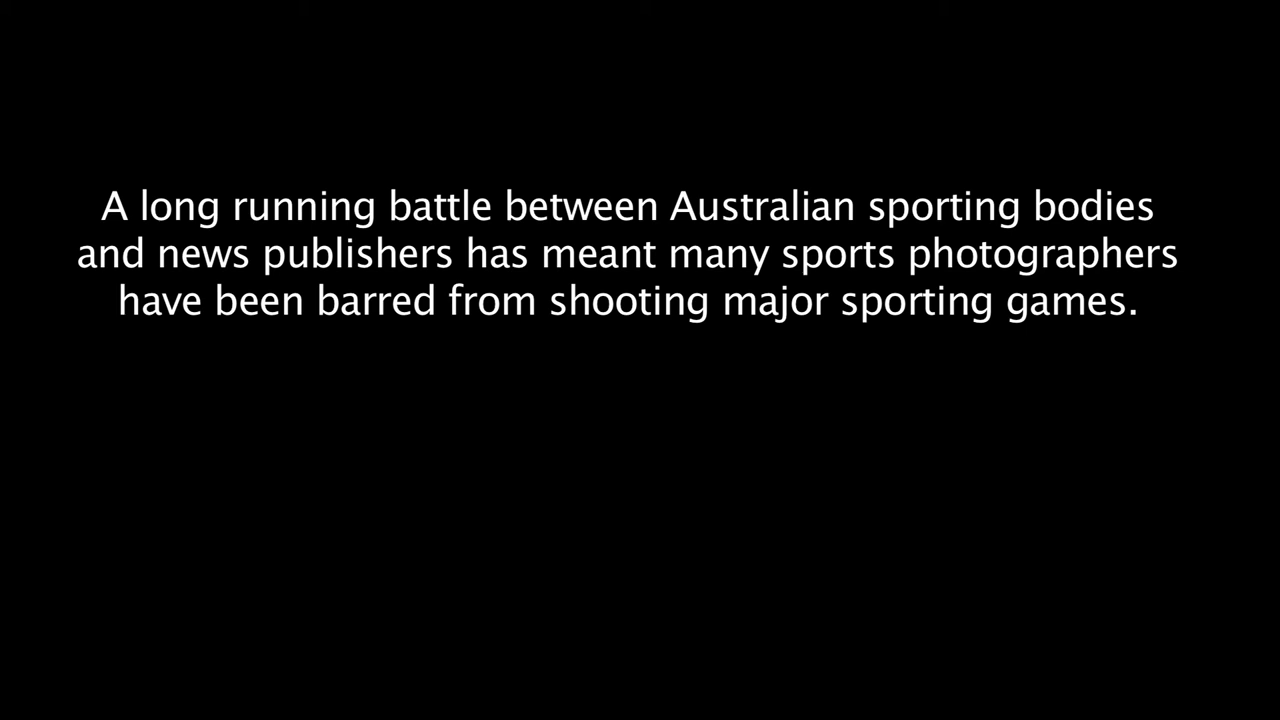 A long running battle between Australian sporting bodies
and news publishers has meant many sports photographers
have been barred from shooting major sporting games.